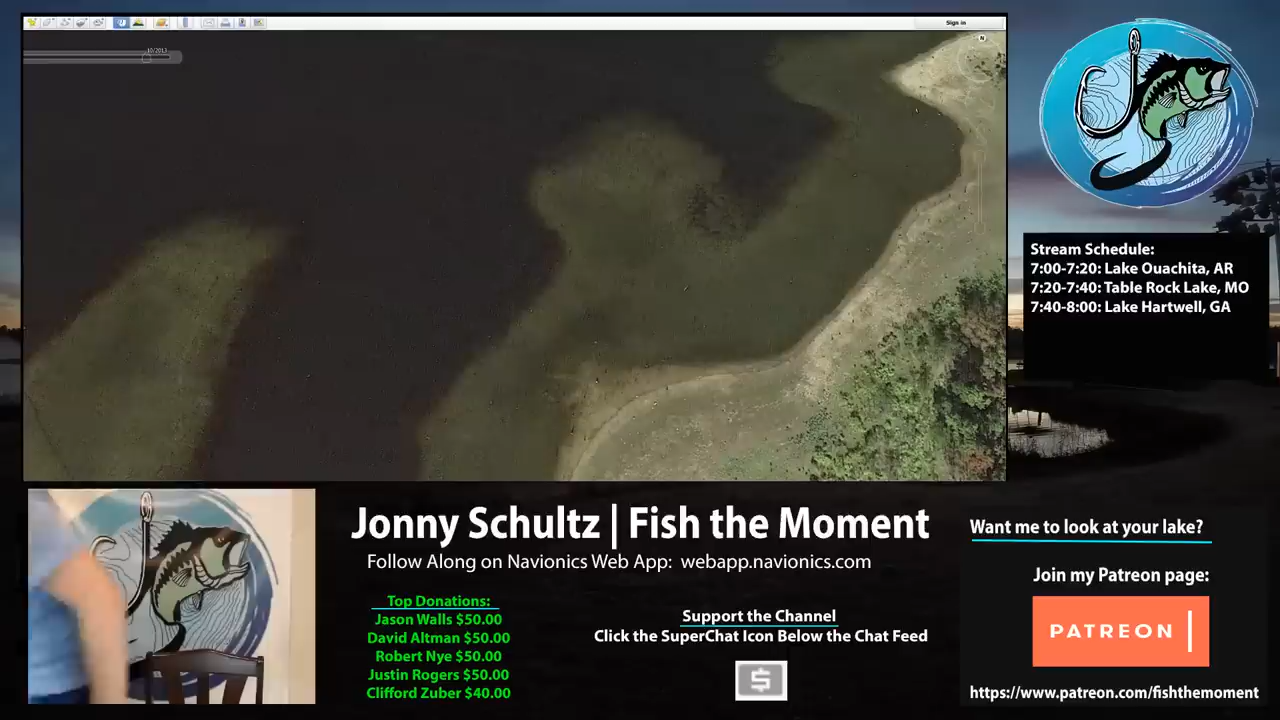 Sign in
10/2013
N
Stream Schedule:
7:00-7:20: Lake Ouachita, AR
7:20-7:40: Table Rock Lake, MO
7:40-8:00: Lake Hartwell, GA
Jonny Schultz | Fish the Moment
Follow Along on Navionics Web App: webapp.navionics.com
Top Donations:
Jason Walls $50.00
David Altman $50.00
Robert Nye $50.00
Justin Rogers $50.00
Clifford Zuber $40.00
Support the Channel
Click the SuperChat Icon Below the Chat Feed
$
Want me to look at your lake?
Join my Patreon page:
PATREON
https://www.patreon.com/fishthemoment